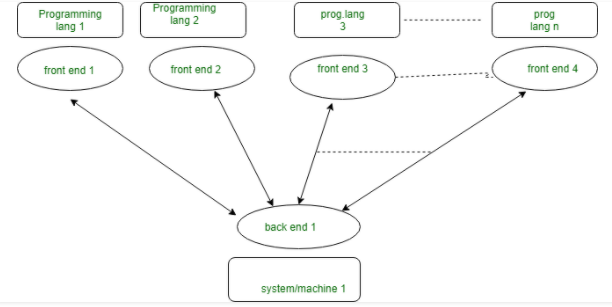 Programming
lang 1
Programming
lang 2
prog.lang
3
prog
lang n
front end 1
front end 2
front end 3
front end 4
back end 1
system/machine 1